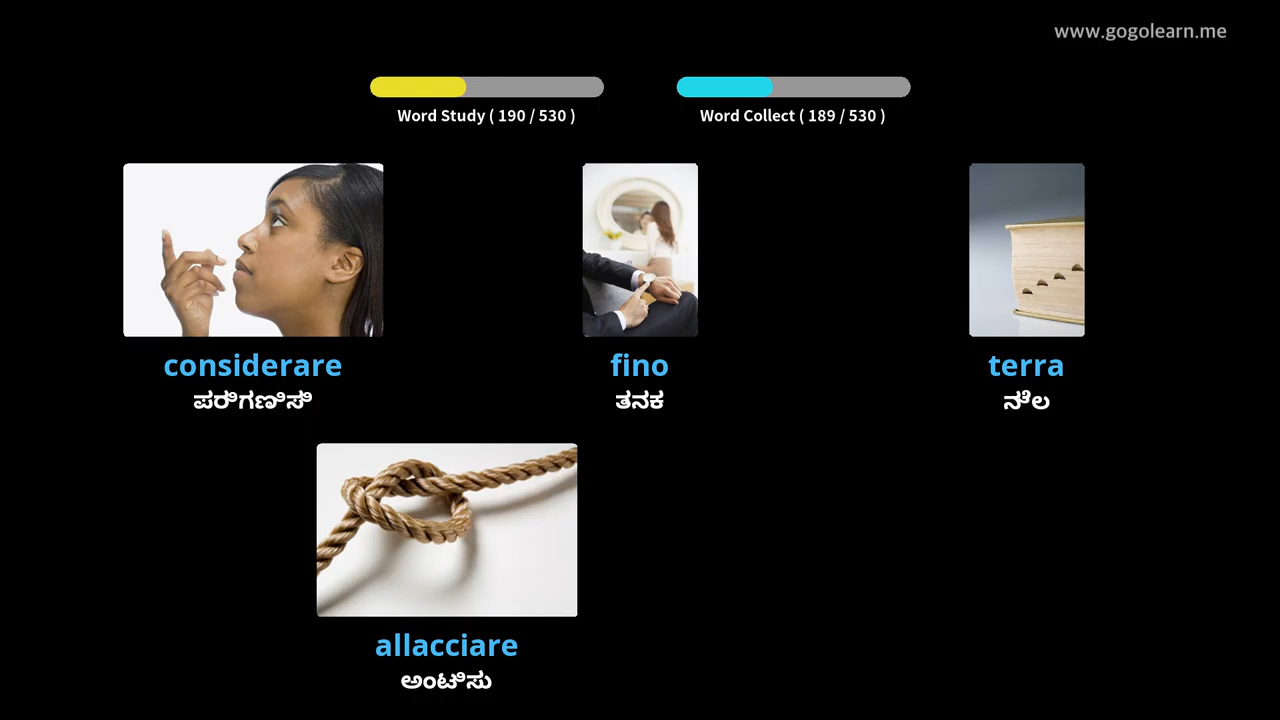 www.gogolearn.me
Word Study ( 190 / 530 )
Word Collect ( 189 / 530 )
considerare
ಪರಿಗಣಿಸಿ
fino
ತನಕ
terra
ನೆಲ
allacciare
ಅಂಟಿಸು